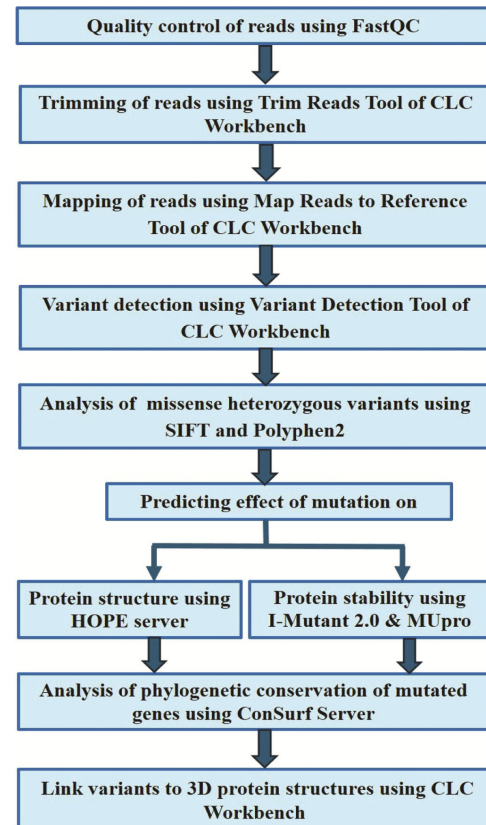 Quality control of reads using FastQC
Trimming of reads using Trim Reads Tool of CLC
Workbench
Mapping of reads using Map Reads to Reference
Tool of CLC Workbench
Variant detection using Variant Detection Tool of
CLC Workbench
Analysis of missense heterozygous variants using
SIFT and Polyphen2
Predicting effect of mutation on
Protein structure using
HOPE server
Protein stability using
I-Mutant 2.0 & MUpro
Analysis of phylogenetic conservation of mutated
genes using ConSurf Server
Link variants to 3D protein structures using CLC
Workbench